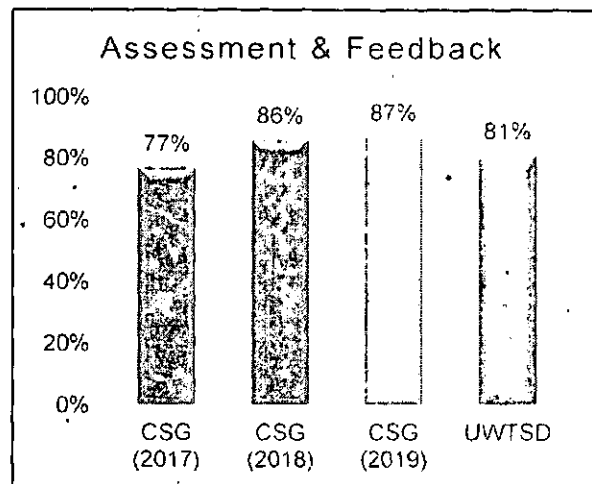 Assessment & Feedback
100%
80%
60%
40%
20%
0%
77%
86%
87%
81%
CSG
(2017)
CSG
(2018)
CSG
(2019)
UWTSD